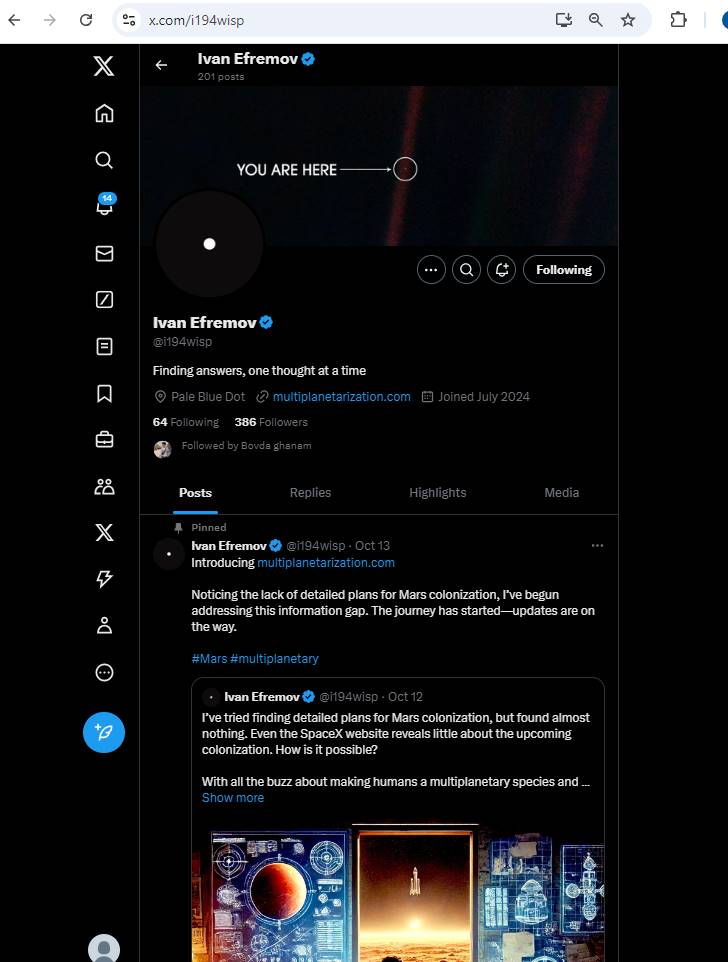 x.com/i194wisp
Ivan Efremov
201 posts
YOU ARE HERE
14
Following
Ivan Efremov
@i194wisp
Finding answers, one thought at a time
Pale Blue Dot multiplanetarization.com Joined July 2024
64 Following 386 Followers
Followed by Bovda ghanam
Posts Replies Highlights Media
Pinned
Ivan Efremov @i194wisp · Oct 13
Introducing multiplanetarization.com
Noticing the lack of detailed plans for Mars colonization, I've begun
addressing this information gap. The journey has started—updates are on
the way.
#Mars #multiplanetary
Ivan Efremov @i194wisp · Oct 12
I've tried finding detailed plans for Mars colonization, but found almost
nothing. Even the SpaceX website reveals little about the upcoming
colonization. How is it possible?
With all the buzz about making humans a multiplanetary species and ...
Show more